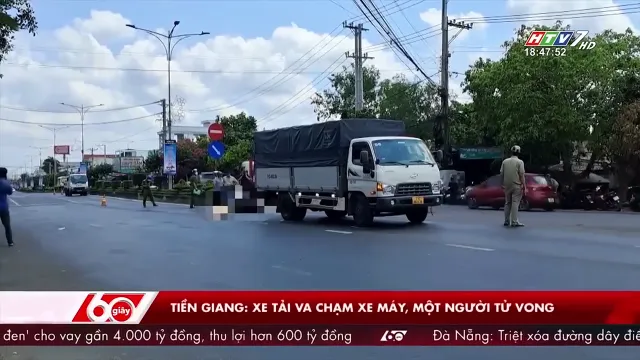 HTV7 HD
18:47:52
60 giây
TIỀN GIANG: XE TẢI VA CHẠM XE MÁY, MỘT NGƯỜI TỬ VONG
đen' cho vay gần 4.000 tỷ đồng, thu lợi hơn 600 tỷ đồng 60 Đà Nẵng: Triệt xóa đường dây điề